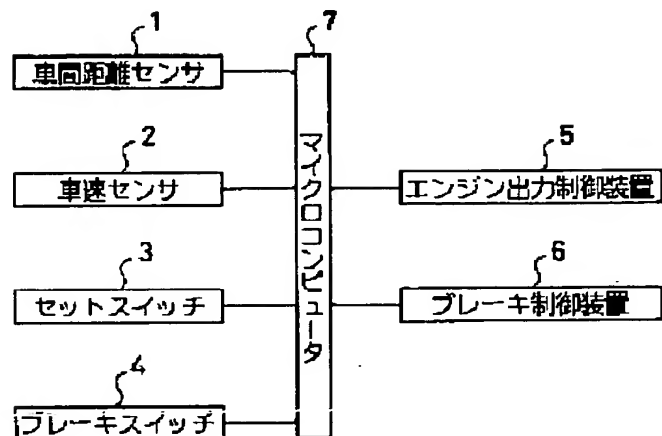 1
車間距離センサ
2
車速センサ
3
セットスイッチ
4
ブレーキスイッチ
7
マイクロコンピュータ
5
エンジン出力制御装置
6
ブレーキ制御装置